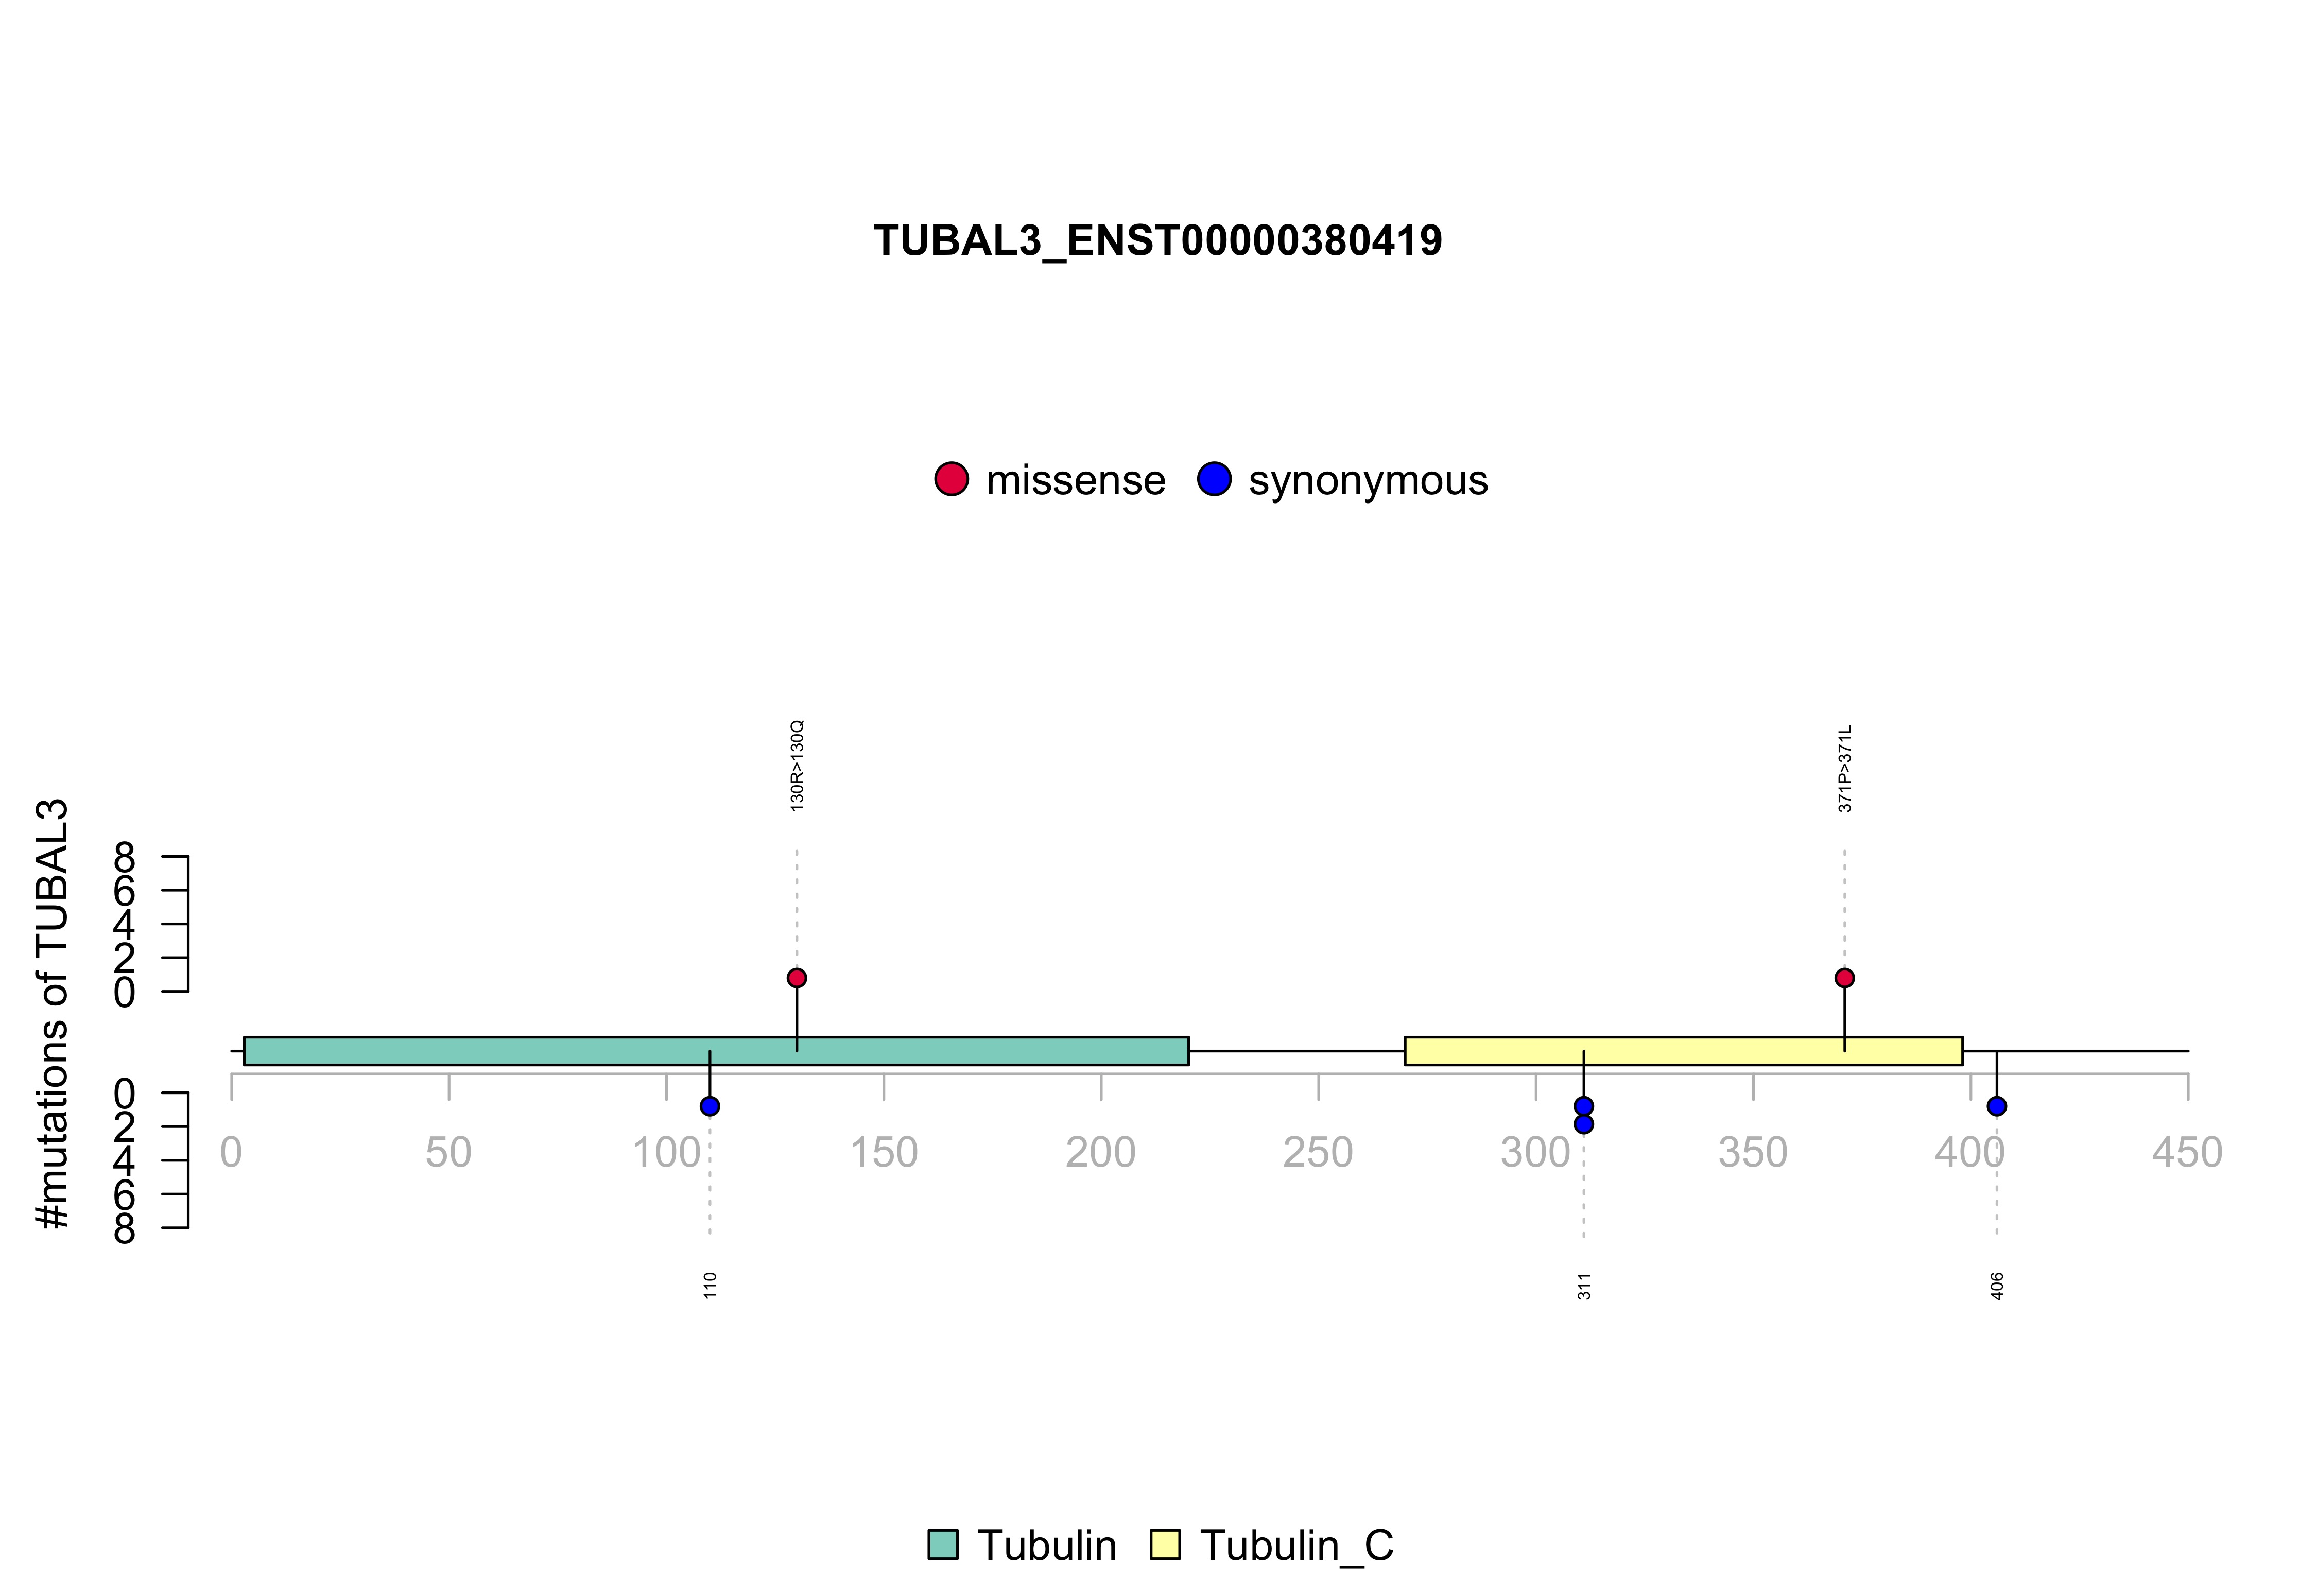 TUBAL3_ENST00000380419
missense synonymous
130R>130Q
371P>371L
#mutations of TUBAL3
8
6
4
2
0
0
2
4
6
8
0 50 100 150 200 250 300 350 400 450
110
311
406
Tubulin Tubulin_C